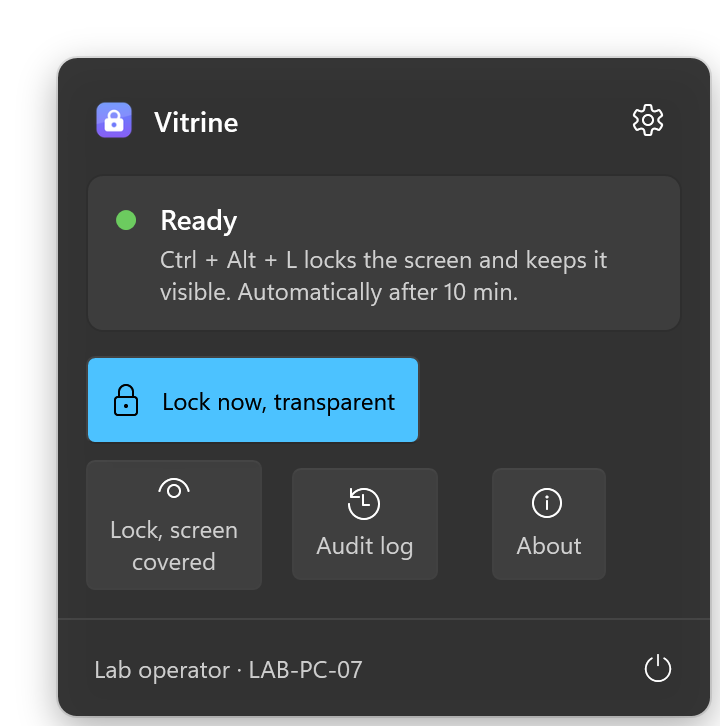 Vitrine
Ready
Ctrl + Alt + L locks the screen and keeps it
visible. Automatically after 10 min.
Lock now, transparent
Lock, screen
covered
Audit log
About
Lab operator · LAB-PC-07